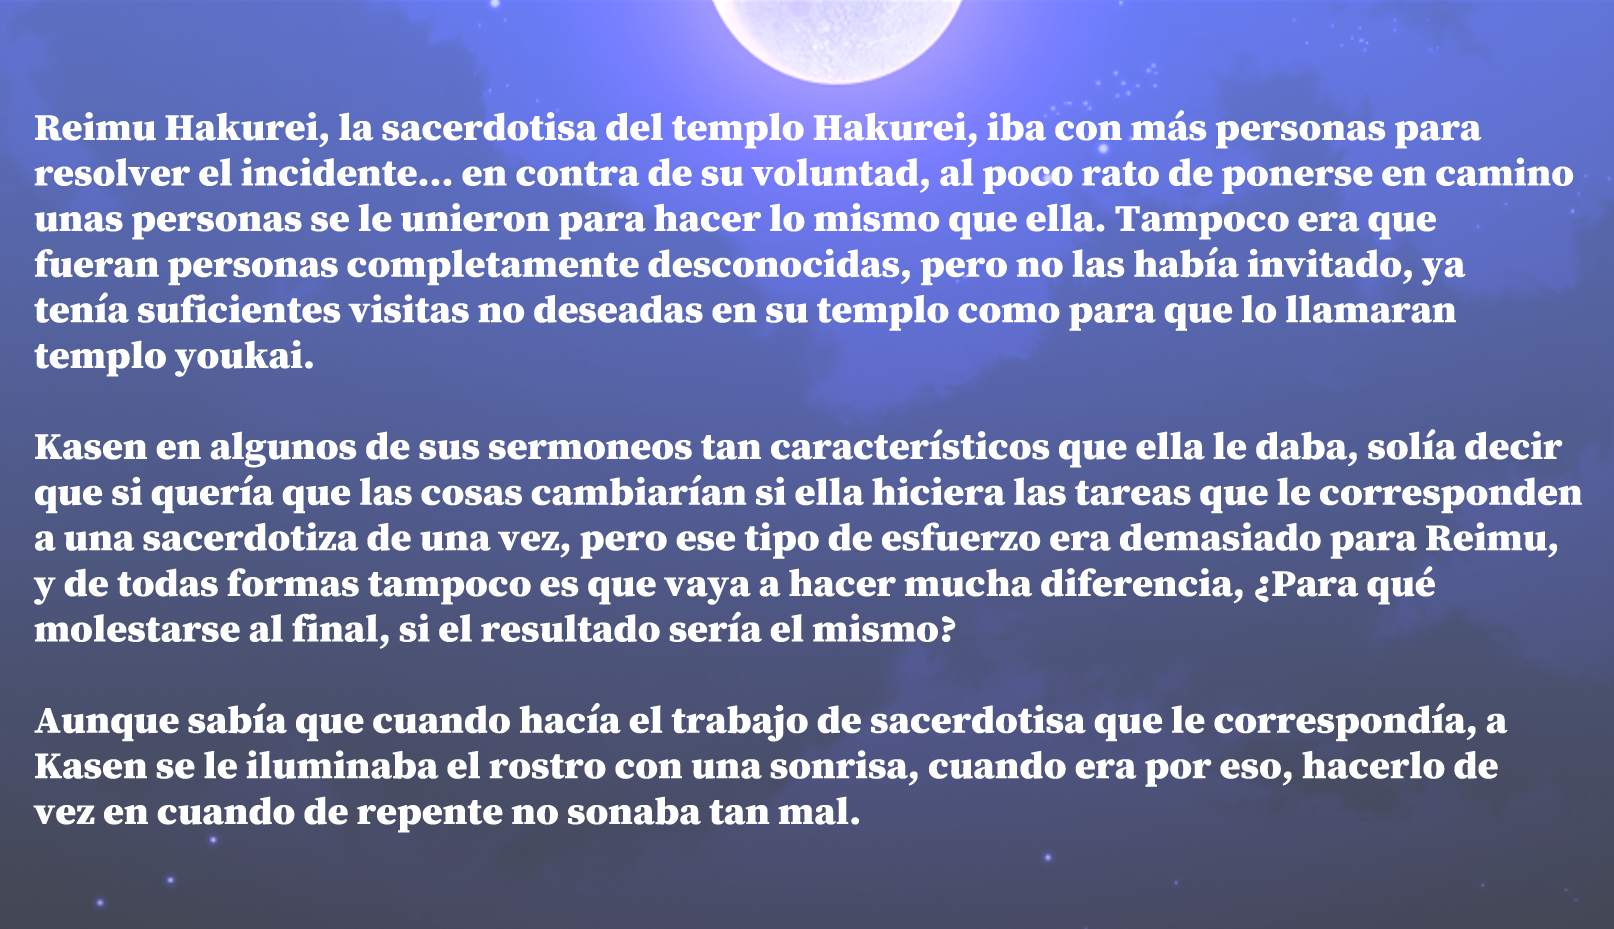 Reimu Hakurei, la sacerdotisa del templo Hakurei, iba con más personas para
resolver el incidente... en contra de su voluntad, al poco rato de ponerse en camino
unas personas se le unieron para hacer lo mismo que ella. Tampoco era que
fueran personas completamente desconocidas, pero no las había invitado, ya
tenía suficientes visitas no deseadas en su templo como para que lo llamaran
templo youkai.

Kasen en algunos de sus sermoneos tan característicos que ella le daba, solía decir
que si quería que las cosas cambiarían si ella hiciera las tareas que le corresponden
a una sacerdotiza de una vez, pero ese tipo de esfuerzo era demasiado para Reimu,
y de todas formas tampoco es que vaya a hacer mucha diferencia, ¿Para qué
molestarse al final, si el resultado sería el mismo?

Aunque sabía que cuando hacía el trabajo de sacerdotisa que le correspondía, a
Kasen se le iluminaba el rostro con una sonrisa, cuando era por eso, hacerlo de
vez en cuando de repente no sonaba tan mal.